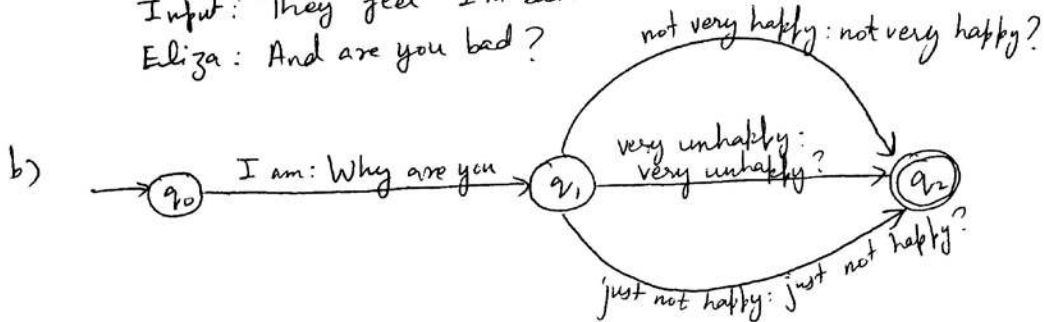 Input: They feel I'm
Eliza: And are you bad?
not very happy: not very happy?
b)
q0
I am: Why are you
q1
very unhappy:
very unhappy?
q2
just not happy: just not happy?